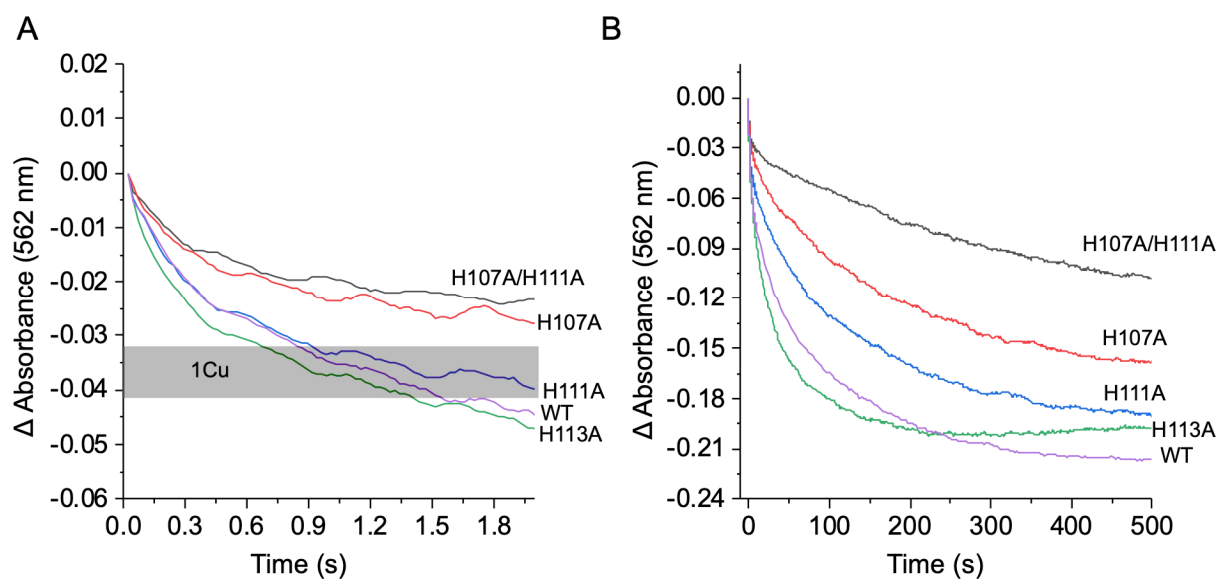 A
Δ Absorbance (562 nm)
0.02
0.01
0.00
-0.01
-0.02
-0.03
-0.04
-0.05
-0.06
H107A/H111A
H107A
1Cu
H111A
WT
H113A
0.0 0.3 0.6 0.9 1.2 1.5 1.8
Time (s)
B
Δ Absorbance (562 nm)
0.00
-0.03
-0.06
-0.09
-0.12
-0.15
-0.18
-0.21
-0.24
H107A/H111A
H107A
H111A
H113A
WT
0 100 200 300 400 500
Time (s)